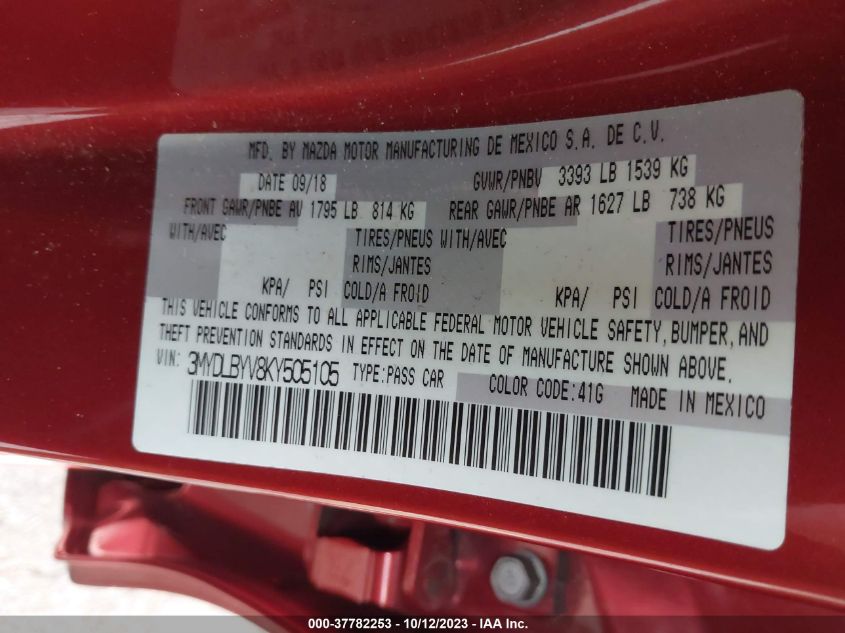 MFD. BY MAZDA MOTOR MANUFACTURING DE MEXICO S.A. DE C.V.
DATE 09/18 GVWR/PNBV 3393 LB 1539 KG
FRONT GAWR/PNBE AV 1795 LB 814 KG REAR GAWR/PNBE AR 1627 LB 738 KG
WITH/AVEC TIRES/PNEUS WITH/AVEC TIRES/PNEUS
RIMS/JANTES RIMS/JANTES
KPA/ PSI COLD/A FROID KPA/ PSI COLD/A FROID
THIS VEHICLE CONFORMS TO ALL APPLICABLE FEDERAL MOTOR VEHICLE SAFETY, BUMPER, AND
THEFT PREVENTION STANDARDS IN EFFECT ON THE DATE OF MANUFACTURE SHOWN ABOVE.
VIN: 3MYDLBYV8KY505105 TYPE:PASS CAR COLOR CODE:41G MADE IN MEXICO
000-37782253 - 10/12/2023 - IAA Inc.